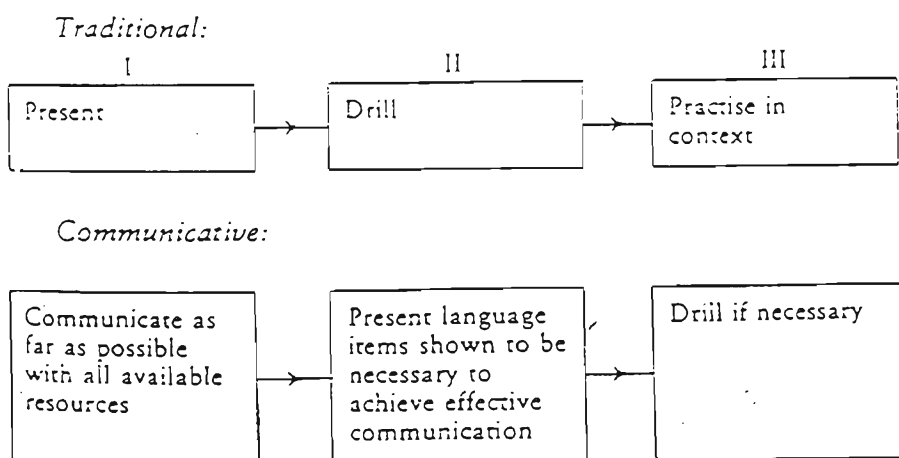 Traditional:
I II III
Present
Drill
Practise in
context
Communicative:
Communicate as
far as possible
with all available
resources
Present language
items shown to be
necessary to
achieve effective
communication
Drill if necessary